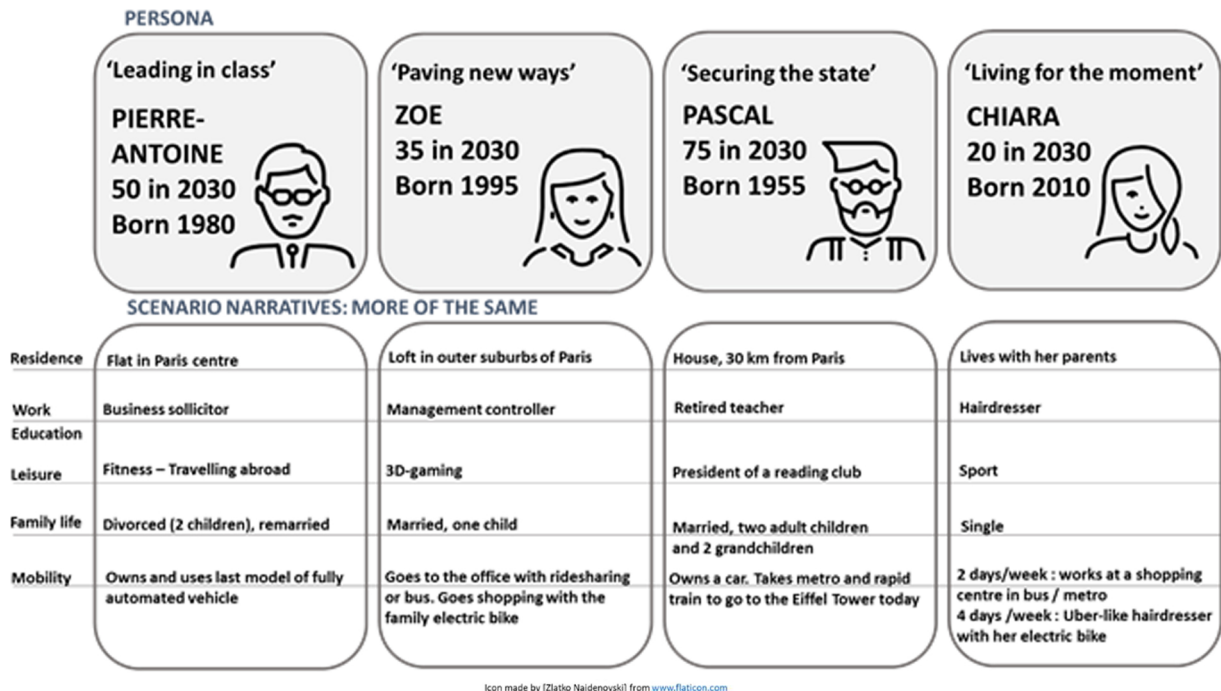 PERSONA
‘Leading in class’
PIERRE-
ANTOINE
50 in 2030
Born 1980
‘Paving new ways’
ZOE
35 in 2030
Born 1995
‘Securing the state’
PASCAL
75 in 2030
Born 1955
‘Living for the moment’
CHIARA
20 in 2030
Born 2010
SCENARIO NARRATIVES: MORE OF THE SAME
Residence
Flat in Paris centre
Loft in outer suburbs of Paris
House, 30 km from Paris
Lives with her parents
Work
Education
Business sollicitor
Management controller
Retired teacher
Hairdresser
Leisure
Fitness – Travelling abroad
3D-gaming
President of a reading club
Sport
Family life
Divorced (2 children), remarried
Married, one child
Married, two adult children
and 2 grandchildren
Single
Mobility
Owns and uses last model of fully
automated vehicle
Goes to the office with ridesharing
or bus. Goes shopping with the
family electric bike
Owns a car. Takes metro and rapid
train to go to the Eiffel Tower today
2 days/week : works at a shopping
centre in bus / metro
4 days /week : Uber-like hairdresser
with her electric bike
Icon made by [Zlatko Najdenovski] from www.flaticon.com